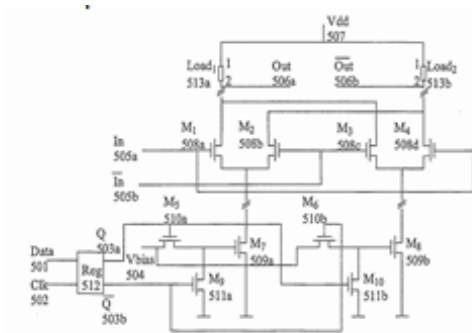 Vdd
507
Load1 1 Out Out 1 Load2
513a 2 506a 506b 2 513b
M1 M2 M3 M4
In 508a 508b 508c 508d
505a
In
505b
M5 M6
Q 510a 510b
Data 503a M7 M8
501 Vbias 509a 509b
Reg 504 M9 M10
Clk 512 511a 511b
502 Q
503b